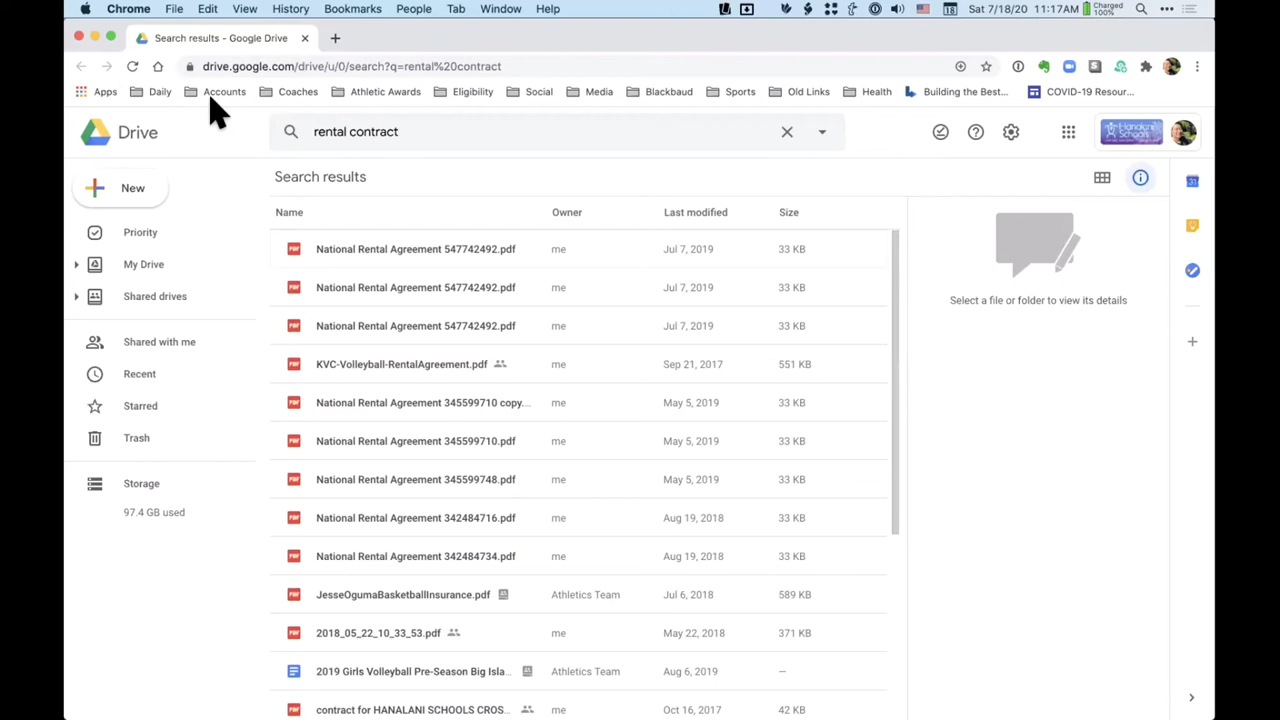 Chrome File Edit View History Bookmarks People Tab Window Help 18 Sat 7/18/20 11:17AM Charged 100%
Search results - Google Drive
drive.google.com/drive/u/0/search?q=rental%20contract
Apps Daily Accounts Coaches Athletic Awards Eligibility Social Media Blackbaud Sports Old Links Health Building the Best... COVID-19 Resour...
Drive rental contract Hanalani Schools
Search results
New
Name Owner Last modified Size
Priority
My Drive
Shared drives
Shared with me
Recent
Starred
Trash
Storage
97.4 GB used
National Rental Agreement 547742492.pdf me Jul 7, 2019 33 KB
National Rental Agreement 547742492.pdf me Jul 7, 2019 33 KB
National Rental Agreement 547742492.pdf me Jul 7, 2019 33 KB
KVC-Volleyball-RentalAgreement.pdf me Sep 21, 2017 551 KB
National Rental Agreement 345599710 copy... me May 5, 2019 33 KB
National Rental Agreement 345599710.pdf me May 5, 2019 33 KB
National Rental Agreement 345599748.pdf me May 5, 2019 33 KB
National Rental Agreement 342484716.pdf me Aug 19, 2018 33 KB
National Rental Agreement 342484734.pdf me Aug 19, 2018 33 KB
JesseOgumaBasketballInsurance.pdf Athletics Team Jul 6, 2018 589 KB
2018_05_22_10_33_53.pdf me May 22, 2018 371 KB
2019 Girls Volleyball Pre-Season Big Isla... Athletics Team Aug 6, 2019 –
contract for HANALANI SCHOOLS CROS... me Oct 16, 2017 42 KB
Select a file or folder to view its details
31